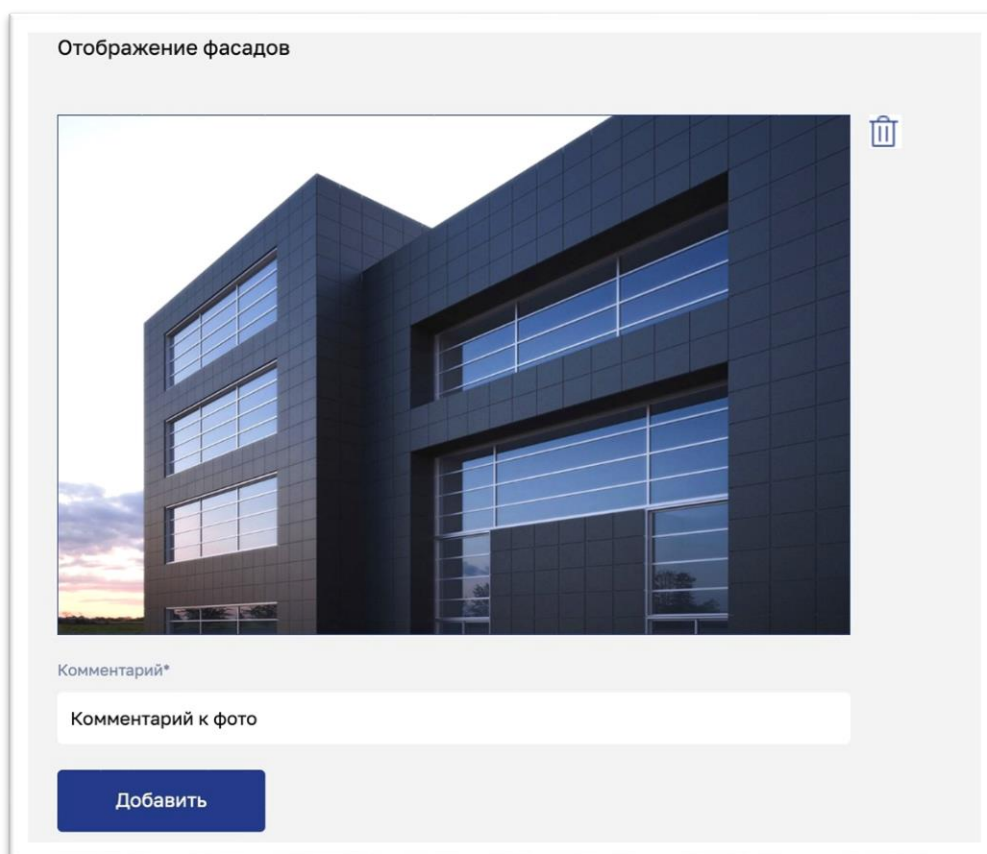 Отображение фасадов
Комментарий*
Комментарий к фото
Добавить